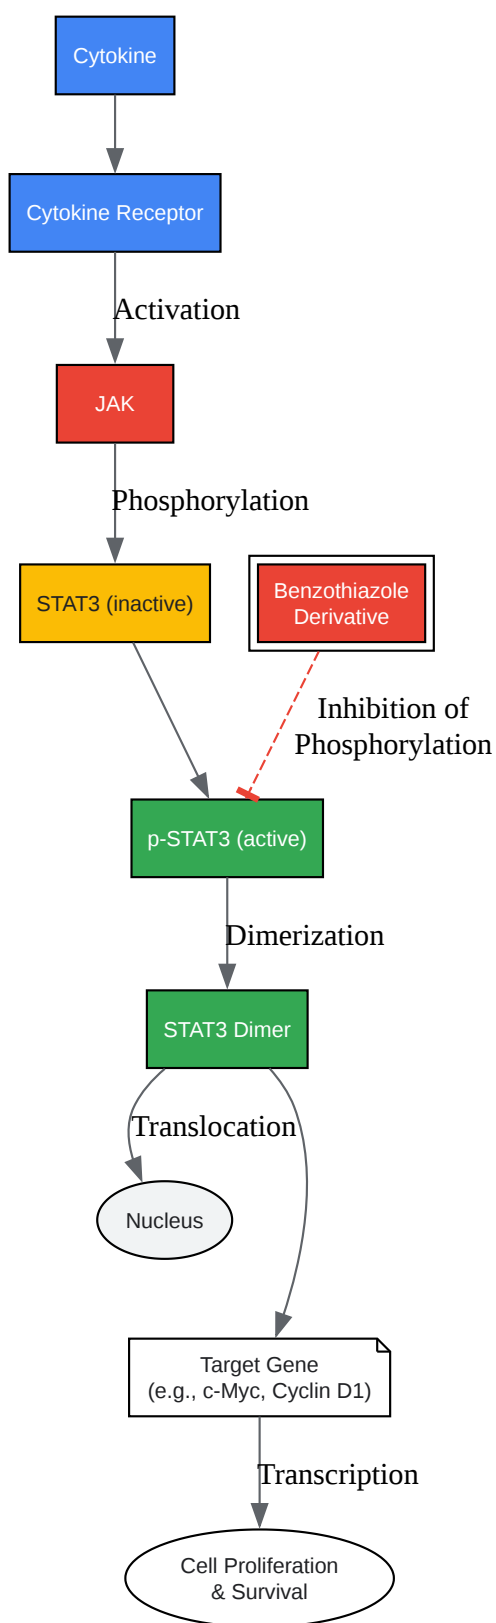 Cytokine
Cytokine Receptor
Activation
JAK
Phosphorylation
STAT3 (inactive)
Benzothiazole
Derivative
Inhibition of
Phosphorylation
p-STAT3 (active)
Dimerization
STAT3 Dimer
Translocation
Nucleus
Target Gene
(e.g., c-Myc, Cyclin D1)
Transcription
Cell Proliferation
& Survival